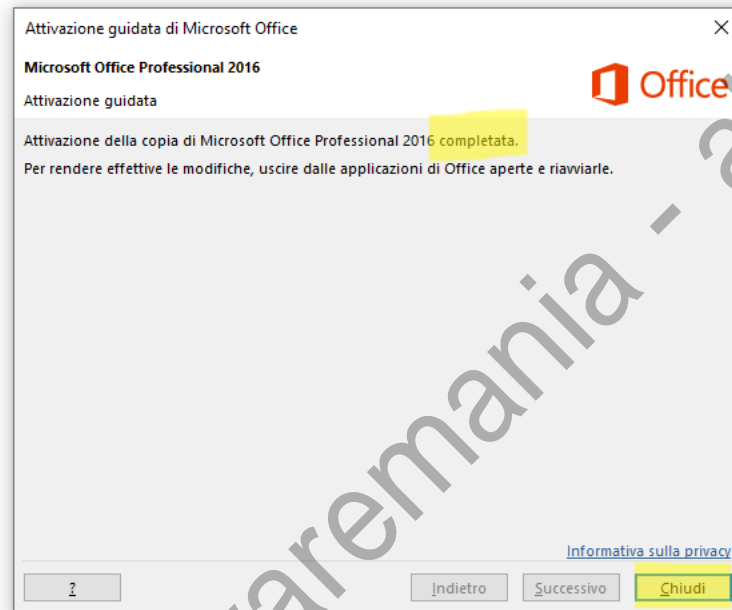 Attivazione guidata di Microsoft Office
Microsoft Office Professional 2016
Office
Attivazione guidata
Attivazione della copia di Microsoft Office Professional 2016 completata.
Per rendere effettive le modifiche, uscire dalle applicazioni di Office aperte e riavviarle.
Informativa sulla privacy
? Indietro Successivo Chiudi